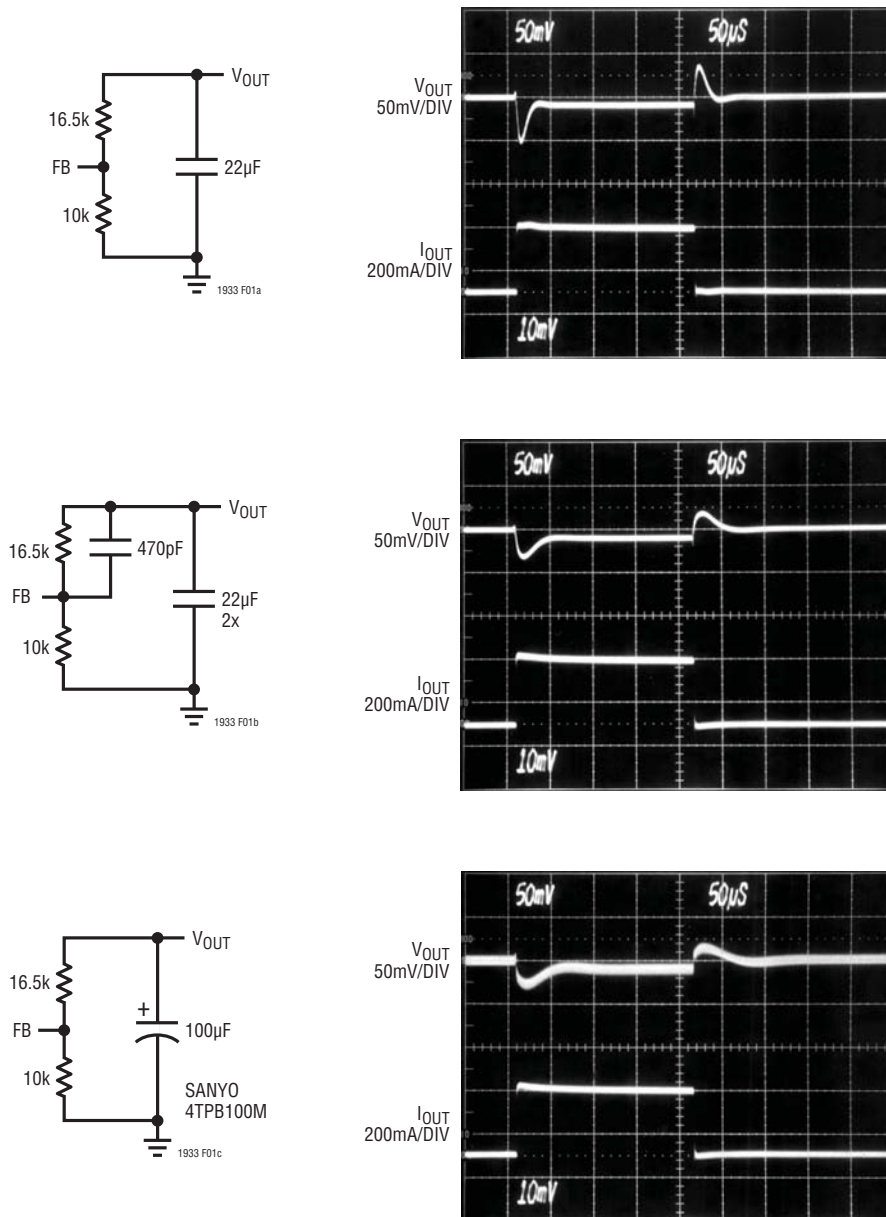 16.5k
FB
10k
VOUT
22µF
1933 F01a
VOUT
50mV/DIV
IOUT
200mA/DIV
50mV
50µS
10mV
16.5k
470pF
FB
10k
VOUT
22µF
2x
1933 F01b
VOUT
50mV/DIV
IOUT
200mA/DIV
50mV
50µS
10mV
16.5k
FB
10k
VOUT
+
100µF
SANYO
4TPB100M
1933 F01c
VOUT
50mV/DIV
IOUT
200mA/DIV
50mV
50µS
10mV